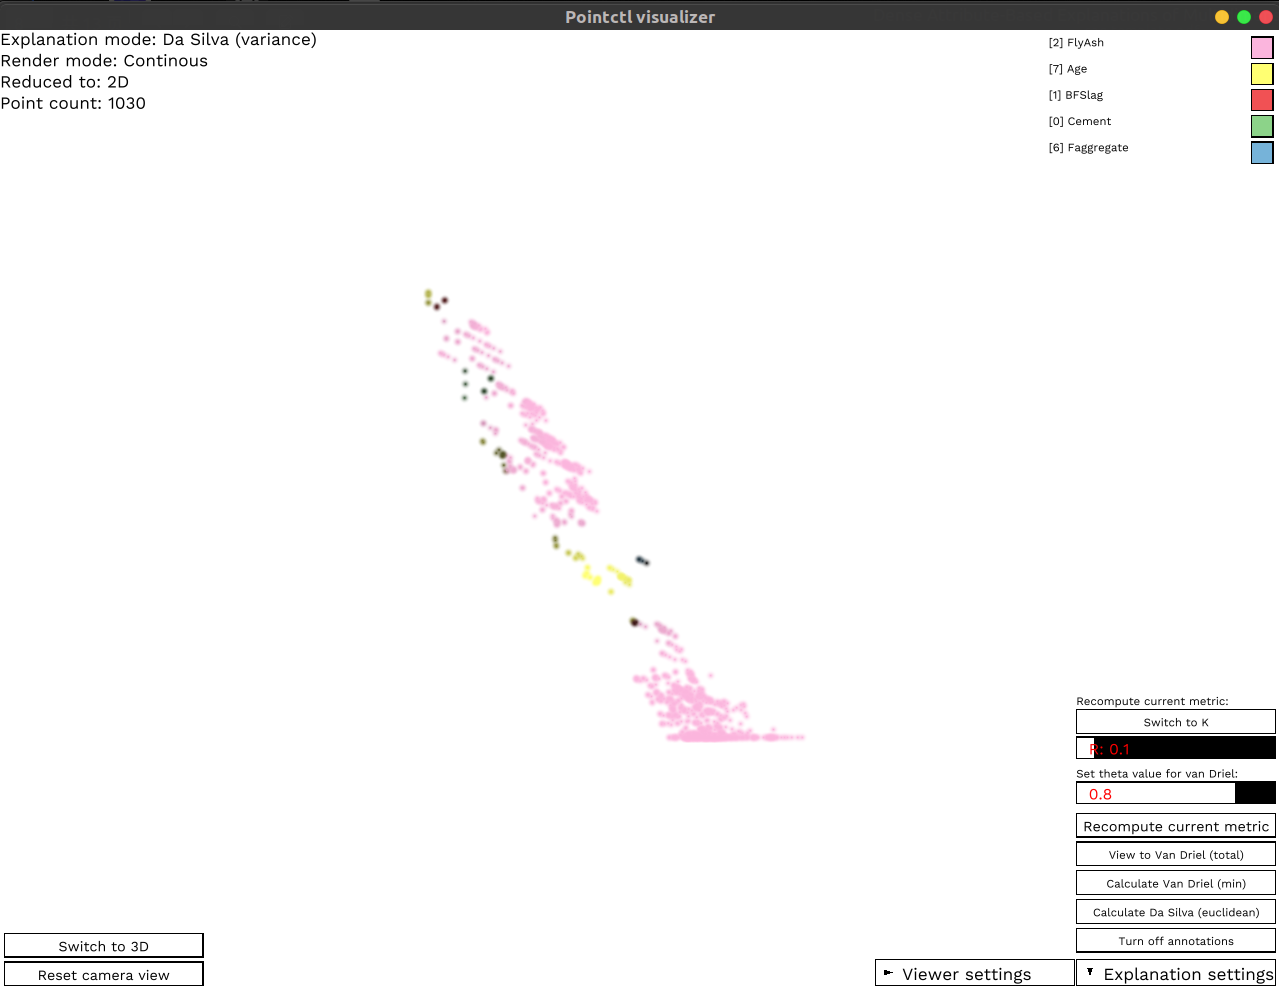 Pointctl visualizer
Explanation mode: Da Silva (variance)
Render mode: Continous
Reduced to: 2D
Point count: 1030
[2] FlyAsh
[7] Age
[1] BFSlag
[0] Cement
[6] Faggregate
Recompute current metric:
Switch to K
R: 0.1
Set theta value for van Driel:
0.8
Recompute current metric
View to Van Driel (total)
Calculate Van Driel (min)
Calculate Da Silva (euclidean)
Turn off annotations
Switch to 3D
Reset camera view
Viewer settings
Explanation settings